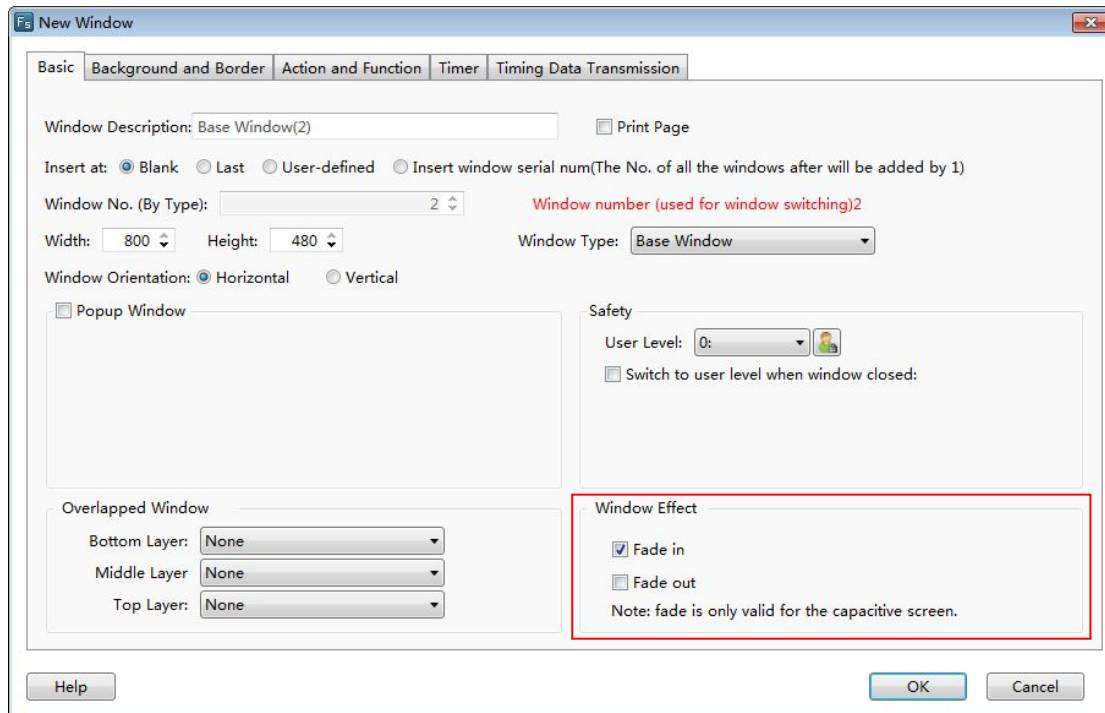 Fs New Window
Basic Background and Border Action and Function Timer Timing Data Transmission
Window Description: Base Window(2) Print Page
Insert at: Blank Last User-defined Insert window serial num(The No. of all the windows after will be added by 1)
Window No. (By Type): 2 Window number (used for window switching)2
Width: 800 Height: 480 Window Type: Base Window
Window Orientation: Horizontal Vertical
Popup Window
Safety
User Level: 0:
Switch to user level when window closed:
Overlapped Window
Bottom Layer: None
Middle Layer None
Top Layer: None
Window Effect
Fade in
Fade out
Note: fade is only valid for the capacitive screen.
Help OK Cancel